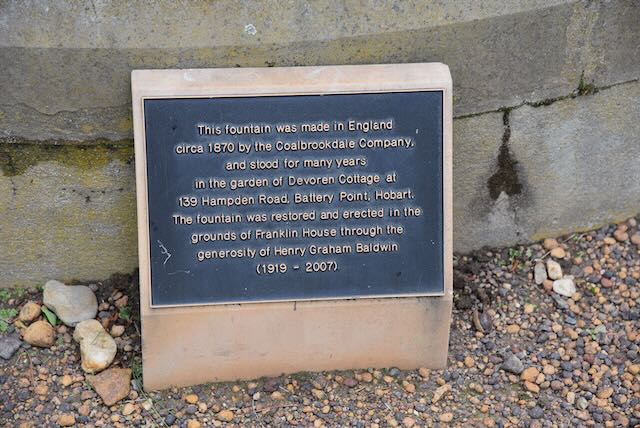 This fountain was made in England
circa 1870 by the Coalbrookdale Company,
and stood for many years
in the garden of Devoren Cottage at
139 Hampden Road, Battery Point, Hobart.
The fountain was restored and erected in the
grounds of Franklin House through the
generosity of Henry Graham Baldwin
(1919 - 2007).